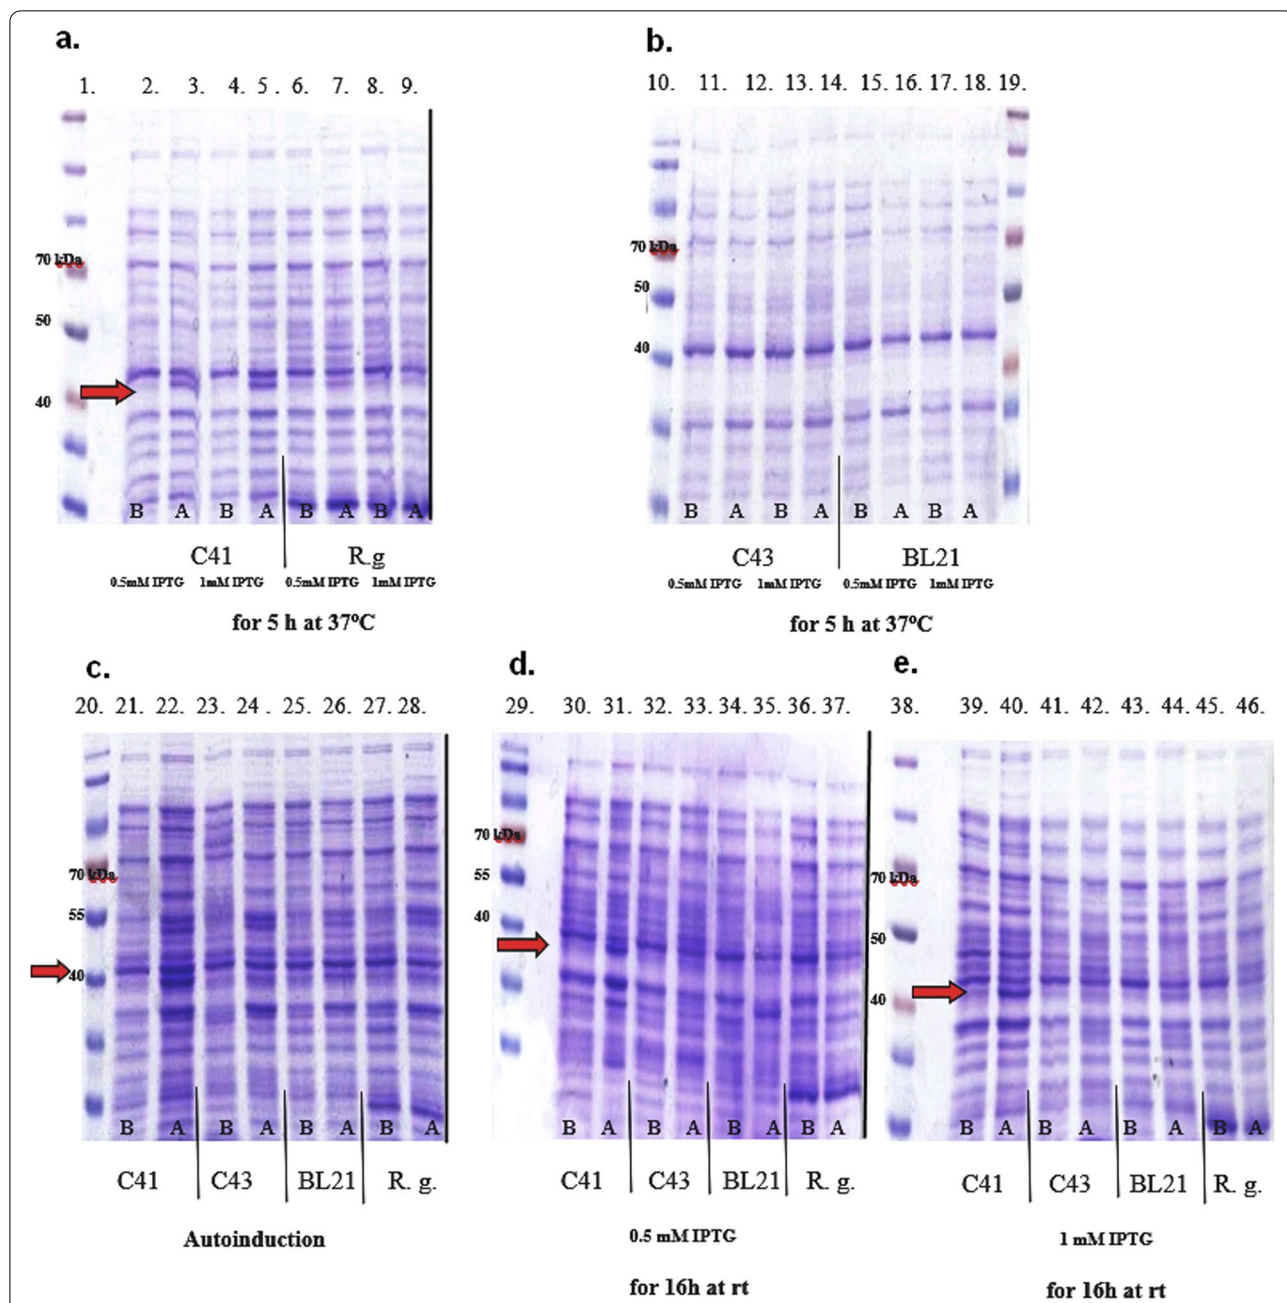 a.
1. 2. 3. 4. 5 . 6. 7. 8. 9.
70 kDa
50
40
B A B A B A B A
C41 R.g
0.5mM IPTG 1mM IPTG 0.5mM IPTG 1mM IPTG
for 5 h at 37ºC
b.
10. 11. 12. 13. 14. 15. 16. 17. 18. 19.
70 kDa
50
40
B A B A B A B A
C43 BL21
0.5mM IPTG 1mM IPTG 0.5mM IPTG 1mM IPTG
for 5 h at 37ºC
c.
20. 21. 22. 23. 24 . 25. 26. 27. 28.
70 kDa
55
40
B A B A B A B A
C41 C43 BL21 R. g.
Autoinduction
d.
29. 30. 31. 32. 33. 34. 35. 36. 37.
70 kDa
55
40
B A B A B A B A
C41 C43 BL21 R. g.
0.5 mM IPTG
for 16h at rt
e.
38. 39. 40. 41. 42. 43. 44. 45. 46.
70 kDa
50
40
B A B A B A B A
C41 C43 BL21 R. g.
1 mM IPTG
for 16h at rt